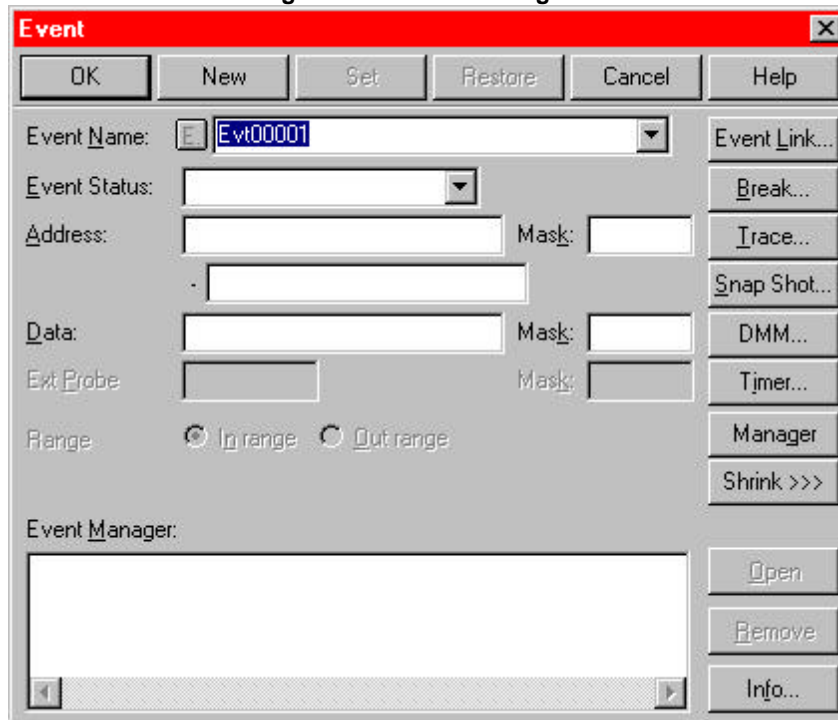 Event
OK New Set Restore Cancel Help
Event Name: E. Evt00001 Event Link...
Event Status: Break...
Address: Mask: Trace...
- Snap Shot...
Data: Mask: DMM...
Ext Probe Mask: Timer...
Range In range Out range Manager
Shrink >>>
Event Manager:
Open
Remove
Info...